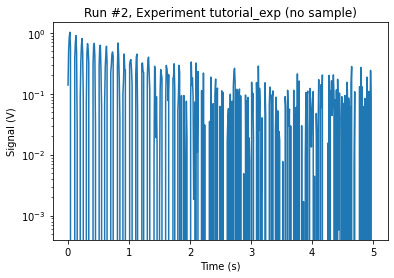 Run #2, Experiment tutorial_exp (no sample)
Signal (V)
10⁰
10⁻¹
10⁻²
10⁻³
0 1 2 3 4 5
Time (s)